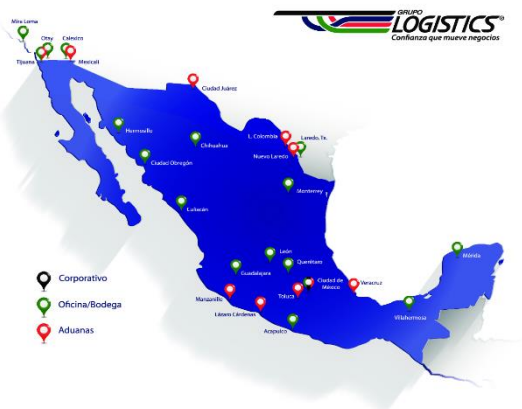 GRUPO
LOGISTICS®
Confianza que mueve negocios
Mira Loma
Otay
Calexico
Tijuana
Mexicali
Ciudad Juárez
Hermosillo
Chihuahua
L. Colombia
Laredo, Tx.
Nuevo Laredo
Ciudad Obregón
Monterrey
Culiacán
León
Querétaro
Guadalajara
Mérida
Ciudad de
México
Veracruz
Toluca
Manzanillo
Lázaro Cárdenas
Villahermosa
Acapulco
Corporativo
Oficina/Bodega
Aduanas